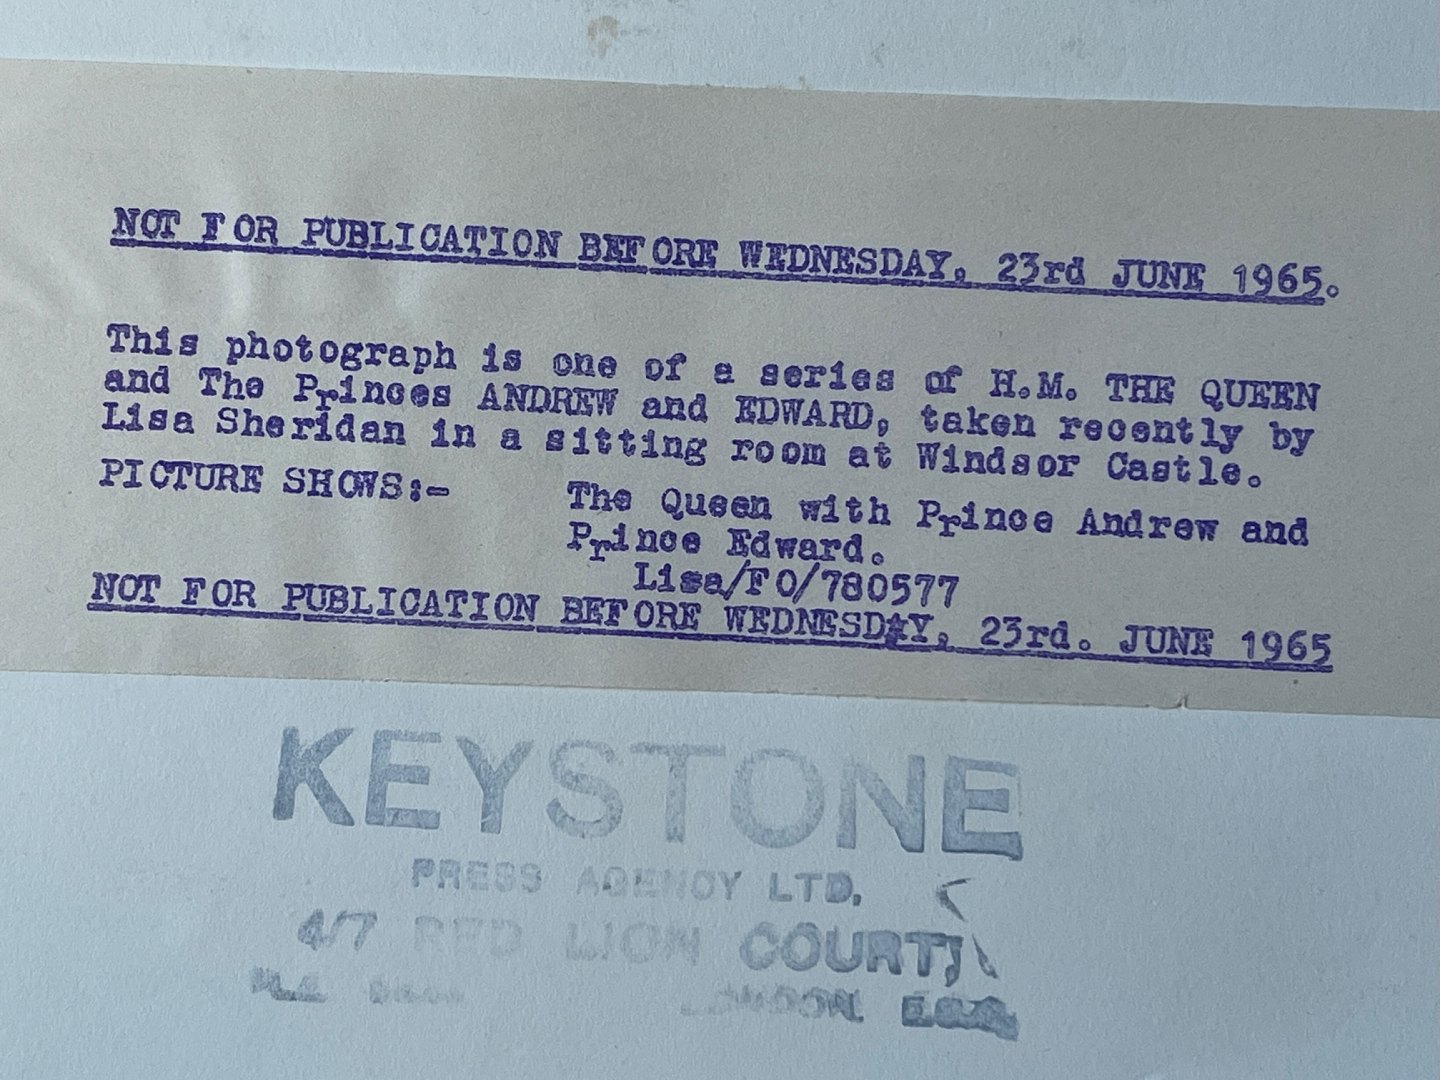 NOT FOR PUBLICATION BEFORE WEDNESDAY, 23rd JUNE 1965.
This photograph is one of a series of H.M. THE QUEEN
and The Princes ANDREW and EDWARD, taken recently by
Lisa Sheridan in a sitting room at Windsor Castle.
PICTURE SHOWS:- The Queen with Prince Andrew and
Prince Edward.
Lisa/FO/780577
NOT FOR PUBLICATION BEFORE WEDNESDAY, 23rd. JUNE 1965
KEYSTONE
PRESS AGENCY LTD.
4/7 RED LION COURT,
LONDON